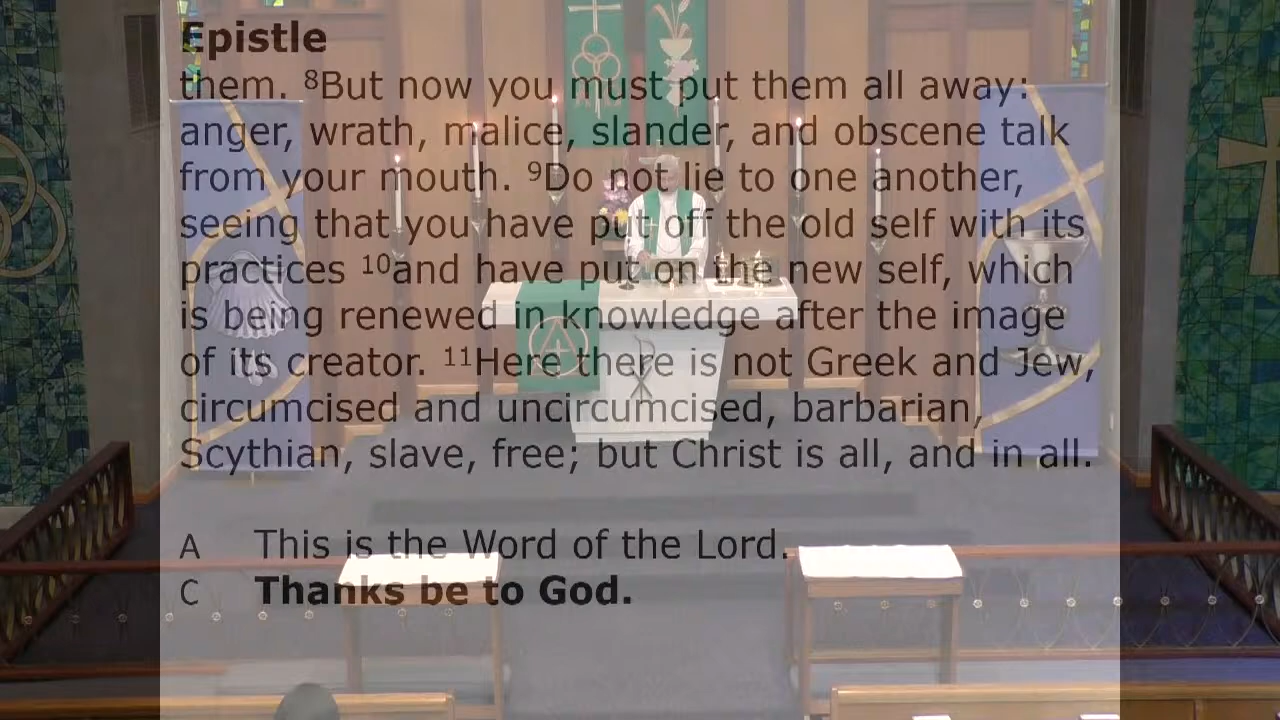 Epistle
them. ⁸But now you must put them all away:
anger, wrath, malice, slander, and obscene talk
from your mouth. ⁹Do not lie to one another,
seeing that you have put off the old self with its
practices ¹⁰and have put on the new self, which
is being renewed in knowledge after the image
of its creator. ¹¹Here there is not Greek and Jew,
circumcised and uncircumcised, barbarian,
Scythian, slave, free; but Christ is all, and in all.
A This is the Word of the Lord.
C Thanks be to God.